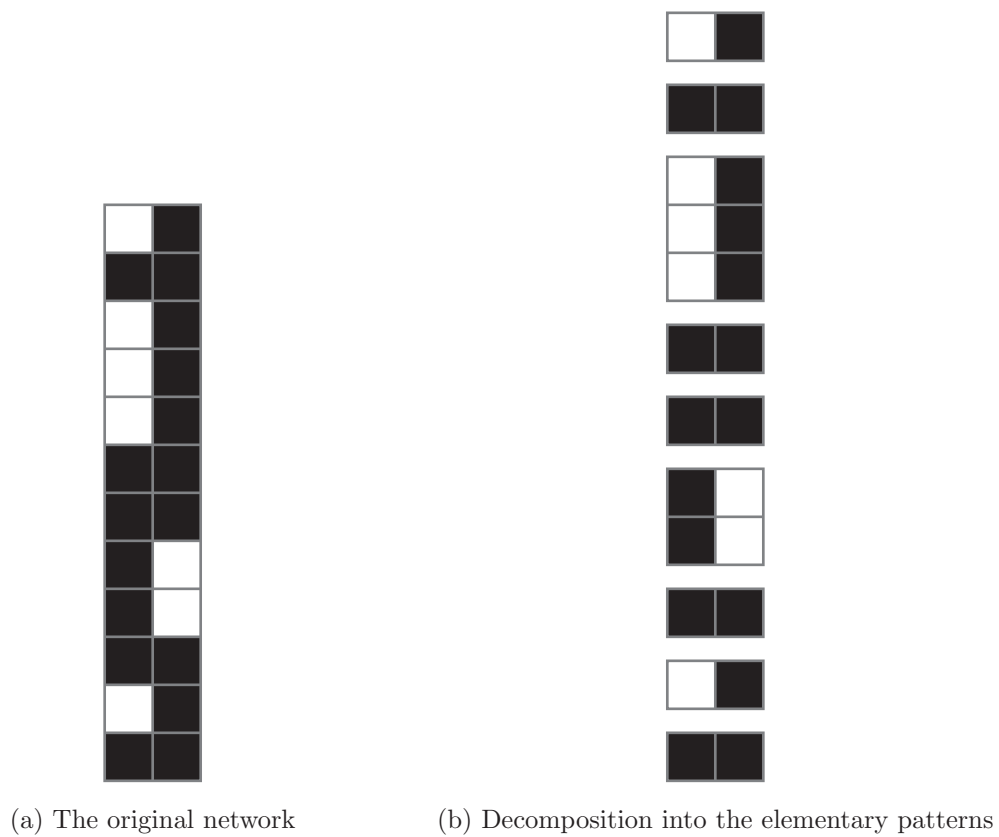 (a) The original network
(b) Decomposition into the elementary patterns